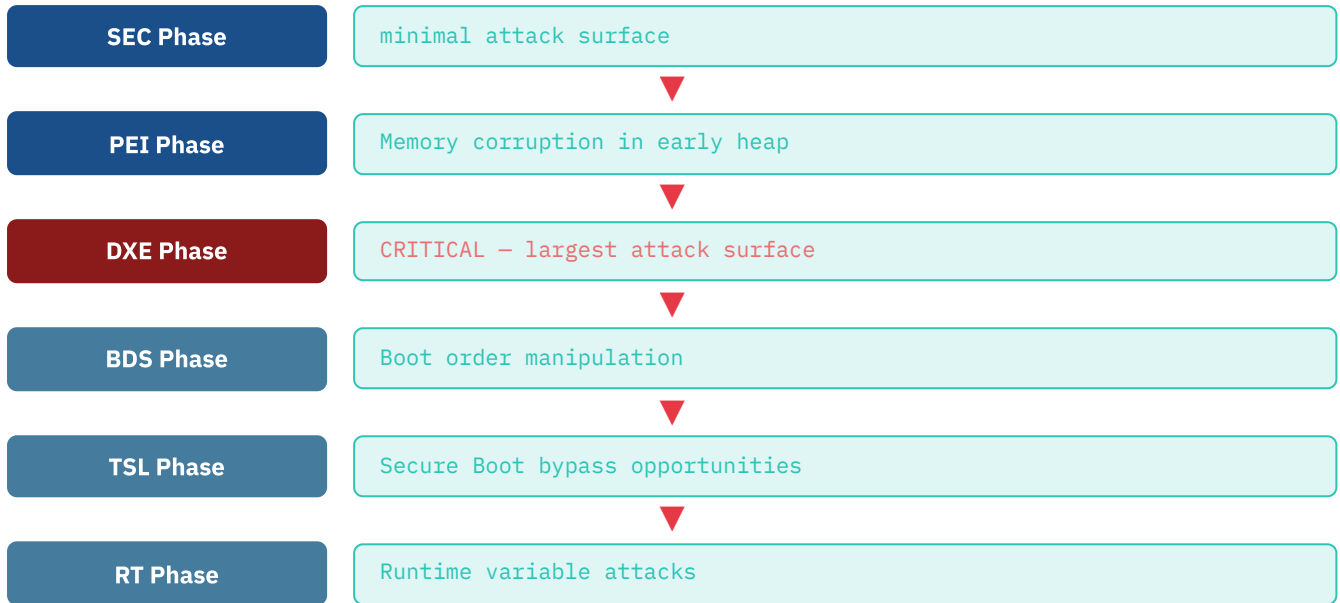 SEC Phase
minimal attack surface
PEI Phase
Memory corruption in early heap
DXE Phase
CRITICAL — largest attack surface
BDS Phase
Boot order manipulation
TSL Phase
Secure Boot bypass opportunities
RT Phase
Runtime variable attacks